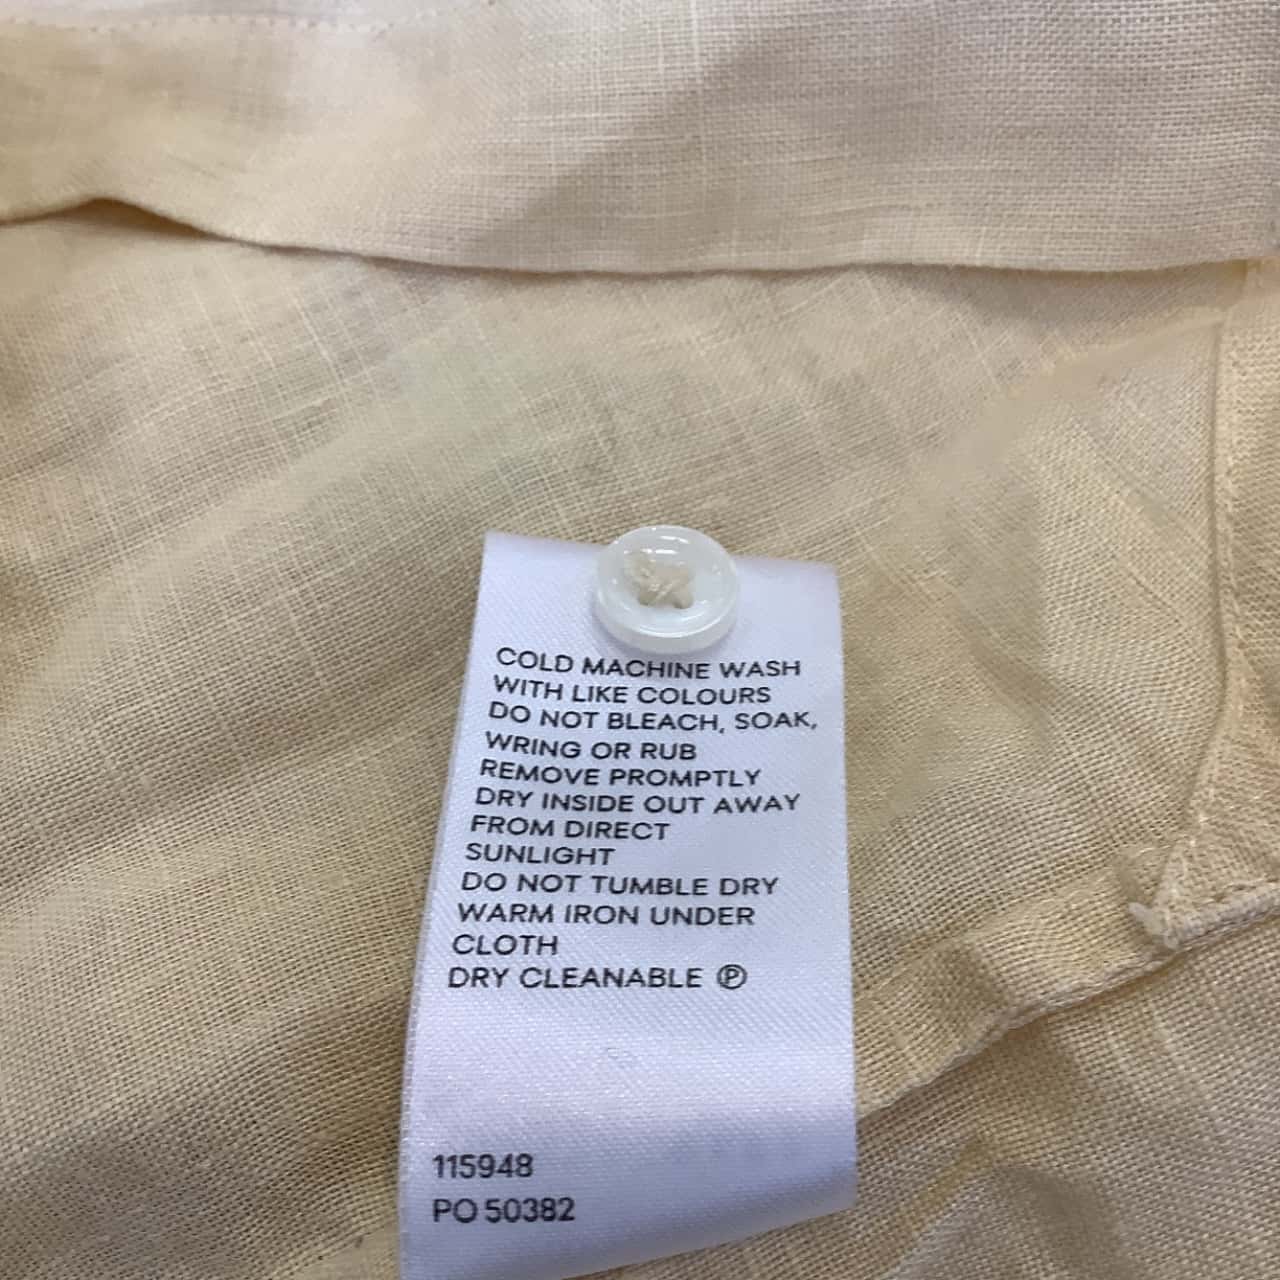 COLD MACHINE WASH
WITH LIKE COLOURS
DO NOT BLEACH, SOAK,
WRING OR RUB
REMOVE PROMPTLY
DRY INSIDE OUT AWAY
FROM DIRECT
SUNLIGHT
DO NOT TUMBLE DRY
WARM IRON UNDER
CLOTH
DRY CLEANABLE Ⓟ
115948
PO 50382